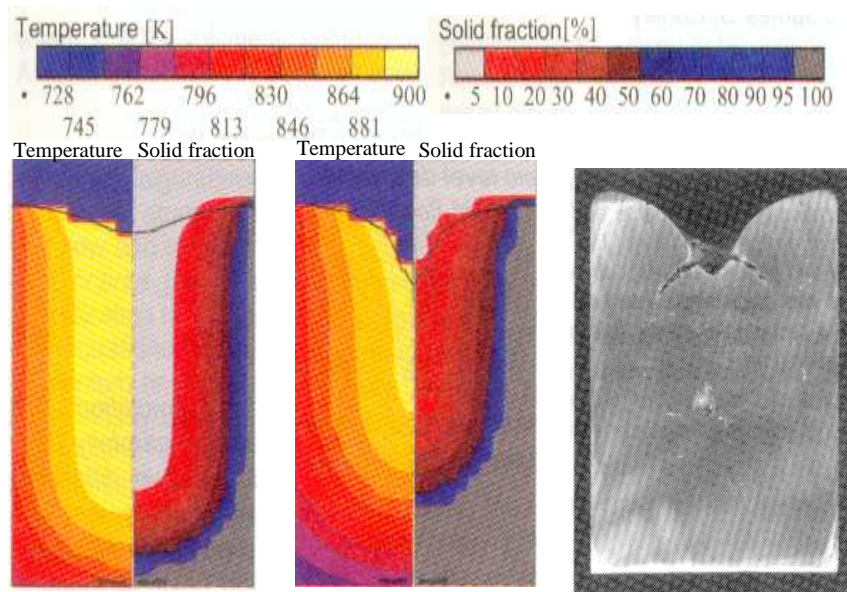 Temperature [K]
728 762 796 830 864 900
745 779 813 846 881
Solid fraction[%]
5 10 20 30 40 50 60 70 80 90 95 100
Temperature Solid fraction
Temperature Solid fraction